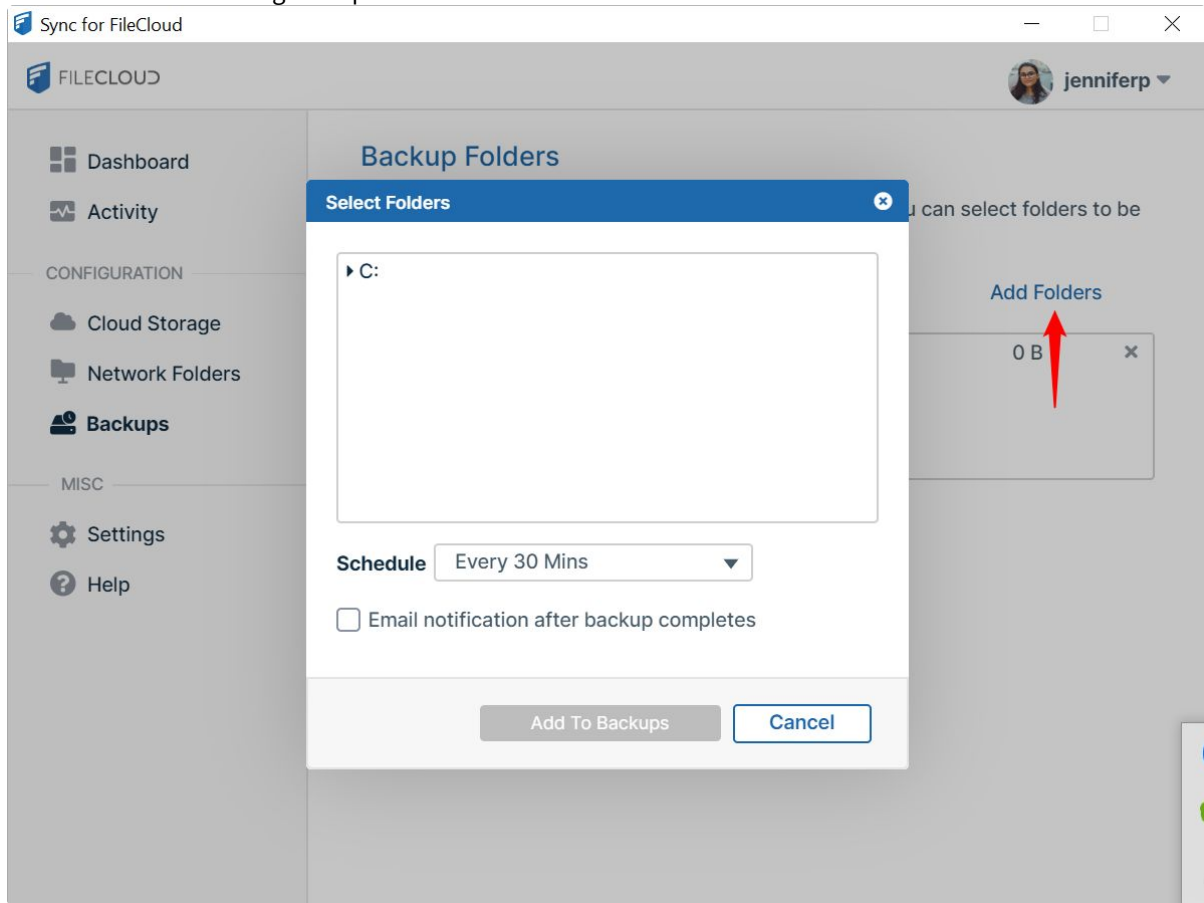 Sync for FileCloud
FILECLOUD
jenniferp
Dashboard
Activity
CONFIGURATION
Cloud Storage
Network Folders
Backups
MISC
Settings
Help
Backup Folders
can select folders to be
Add Folders
0 B
Select Folders
C:
Schedule Every 30 Mins
Email notification after backup completes
Add To Backups Cancel